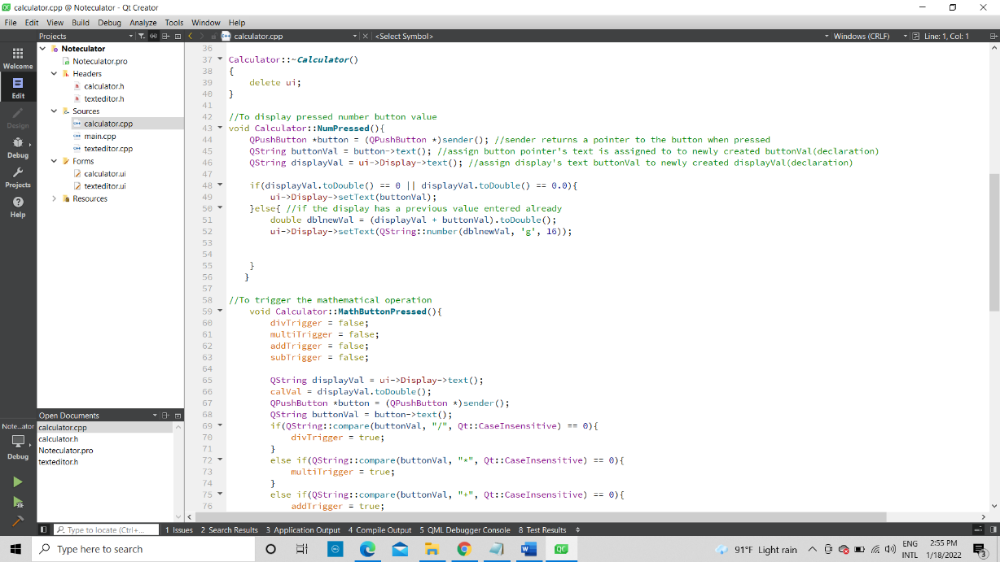 calculator.cpp @ Noteculator - Qt Creator
File Edit View Build Debug Analyze Tools Window Help
Projects calculator.cpp <Select Symbol> Windows (CRLF) Line: 1, Col: 1
Welcome
Edit
Design
Debug
Projects
Help
Noteculator
Noteculator.pro
Headers
calculator.h
texteditor.h
Sources
calculator.cpp
main.cpp
texteditor.cpp
Forms
calculator.ui
texteditor.ui
Resources
36
37 Calculator::~Calculator()
38 {
39 delete ui;
40 }
41
42 //To display pressed number button value
43 void Calculator::NumPressed(){
44 QPushButton *button = (QPushButton *)sender(); //sender returns a pointer to the button when pressed
45 QString buttonVal = button->text(); //assign button pointer's text is assigned to to newly created buttonVal(declaration)
46 QString displayVal = ui->Display->text(); //assign display's text buttonVal to newly created displayVal(declaration)
47
48 if(displayVal.toDouble() == 0 || displayVal.toDouble() == 0.0){
49 ui->Display->setText(buttonVal);
50 }else{ //if the display has a previous value entered already
51 double dblnewVal = (displayVal + buttonVal).toDouble();
52 ui->Display->setText(QString::number(dblnewVal, 'g', 16));
53
54
55 }
56 }
57
58 //To trigger the mathematical operation
59 void Calculator::MathButtonPressed(){
60 divTrigger = false;
61 multiTrigger = false;
62 addTrigger = false;
63 subTrigger = false;
64
65 QString displayVal = ui->Display->text();
66 calVal = displayVal.toDouble();
67 QPushButton *button = (QPushButton *)sender();
68 QString buttonVal = button->text();
69 if(QString::compare(buttonVal, "/", Qt::CaseInsensitive) == 0){
70 divTrigger = true;
71 }
72 else if(QString::compare(buttonVal, "*", Qt::CaseInsensitive) == 0){
73 multiTrigger = true;
74 }
75 else if(QString::compare(buttonVal, "+", Qt::CaseInsensitive) == 0){
76 addTrigger = true;
Open Documents
calculator.cpp
calculator.h
Noteculator.pro
texteditor.h
Note...ator
Debug
Type to locate (Ctrl+... 1 Issues 2 Search Results 3 Application Output 4 Compile Output 5 QML Debugger Console 8 Test Results
Type here to search
91°F Light rain
ENG
INTL
2:55 PM
1/18/2022
3